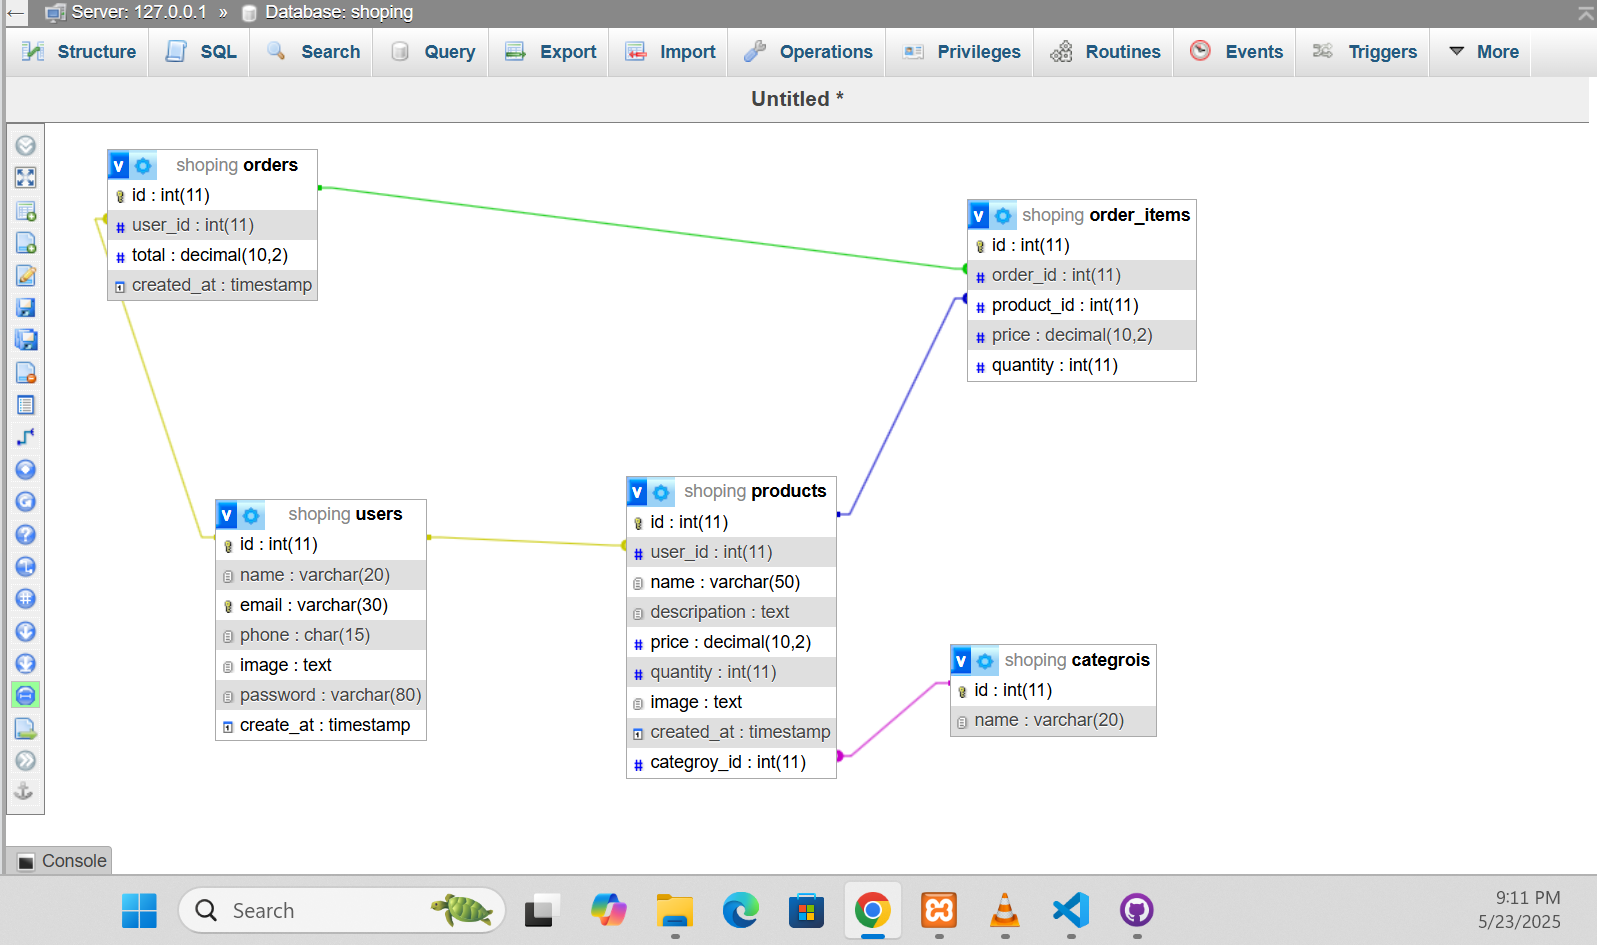 Server: 127.0.0.1 » Database: shoping
Structure SQL Search Query Export Import Operations Privileges Routines Events Triggers More
Untitled *
v shoping orders
id : int(11)
# user_id : int(11)
# total : decimal(10,2)
created_at : timestamp
v shoping order_items
id : int(11)
# order_id : int(11)
# product_id : int(11)
# price : decimal(10,2)
# quantity : int(11)
v shoping users
id : int(11)
name : varchar(20)
email : varchar(30)
phone : char(15)
image : text
password : varchar(80)
create_at : timestamp
v shoping products
id : int(11)
# user_id : int(11)
name : varchar(50)
descripation : text
# price : decimal(10,2)
# quantity : int(11)
image : text
created_at : timestamp
# categroy_id : int(11)
v shoping categrois
id : int(11)
name : varchar(20)
Console
Search
9:11 PM
5/23/2025